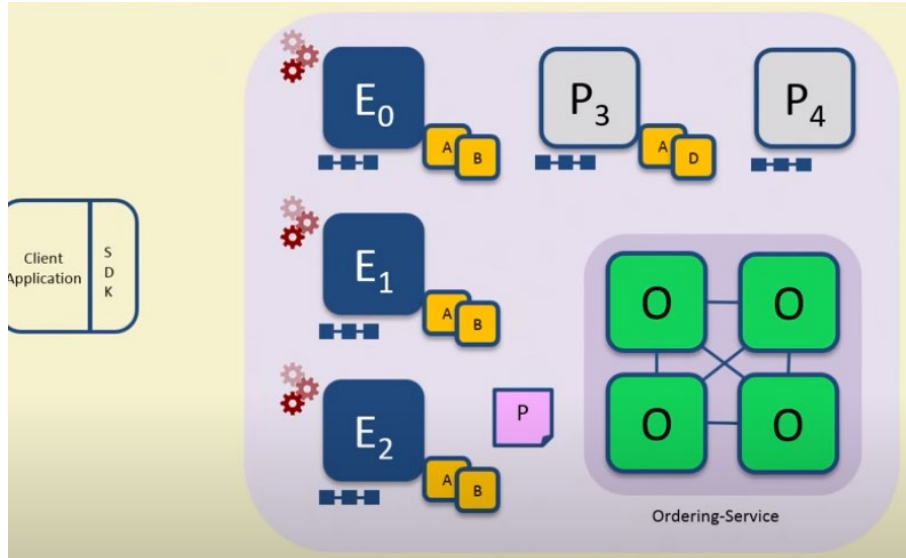 E0
A
B
P3
A
D
P4
Client
Application
S
D
K
E1
A
B
E2
A
B
P
O
O
O
O
Ordering-Service